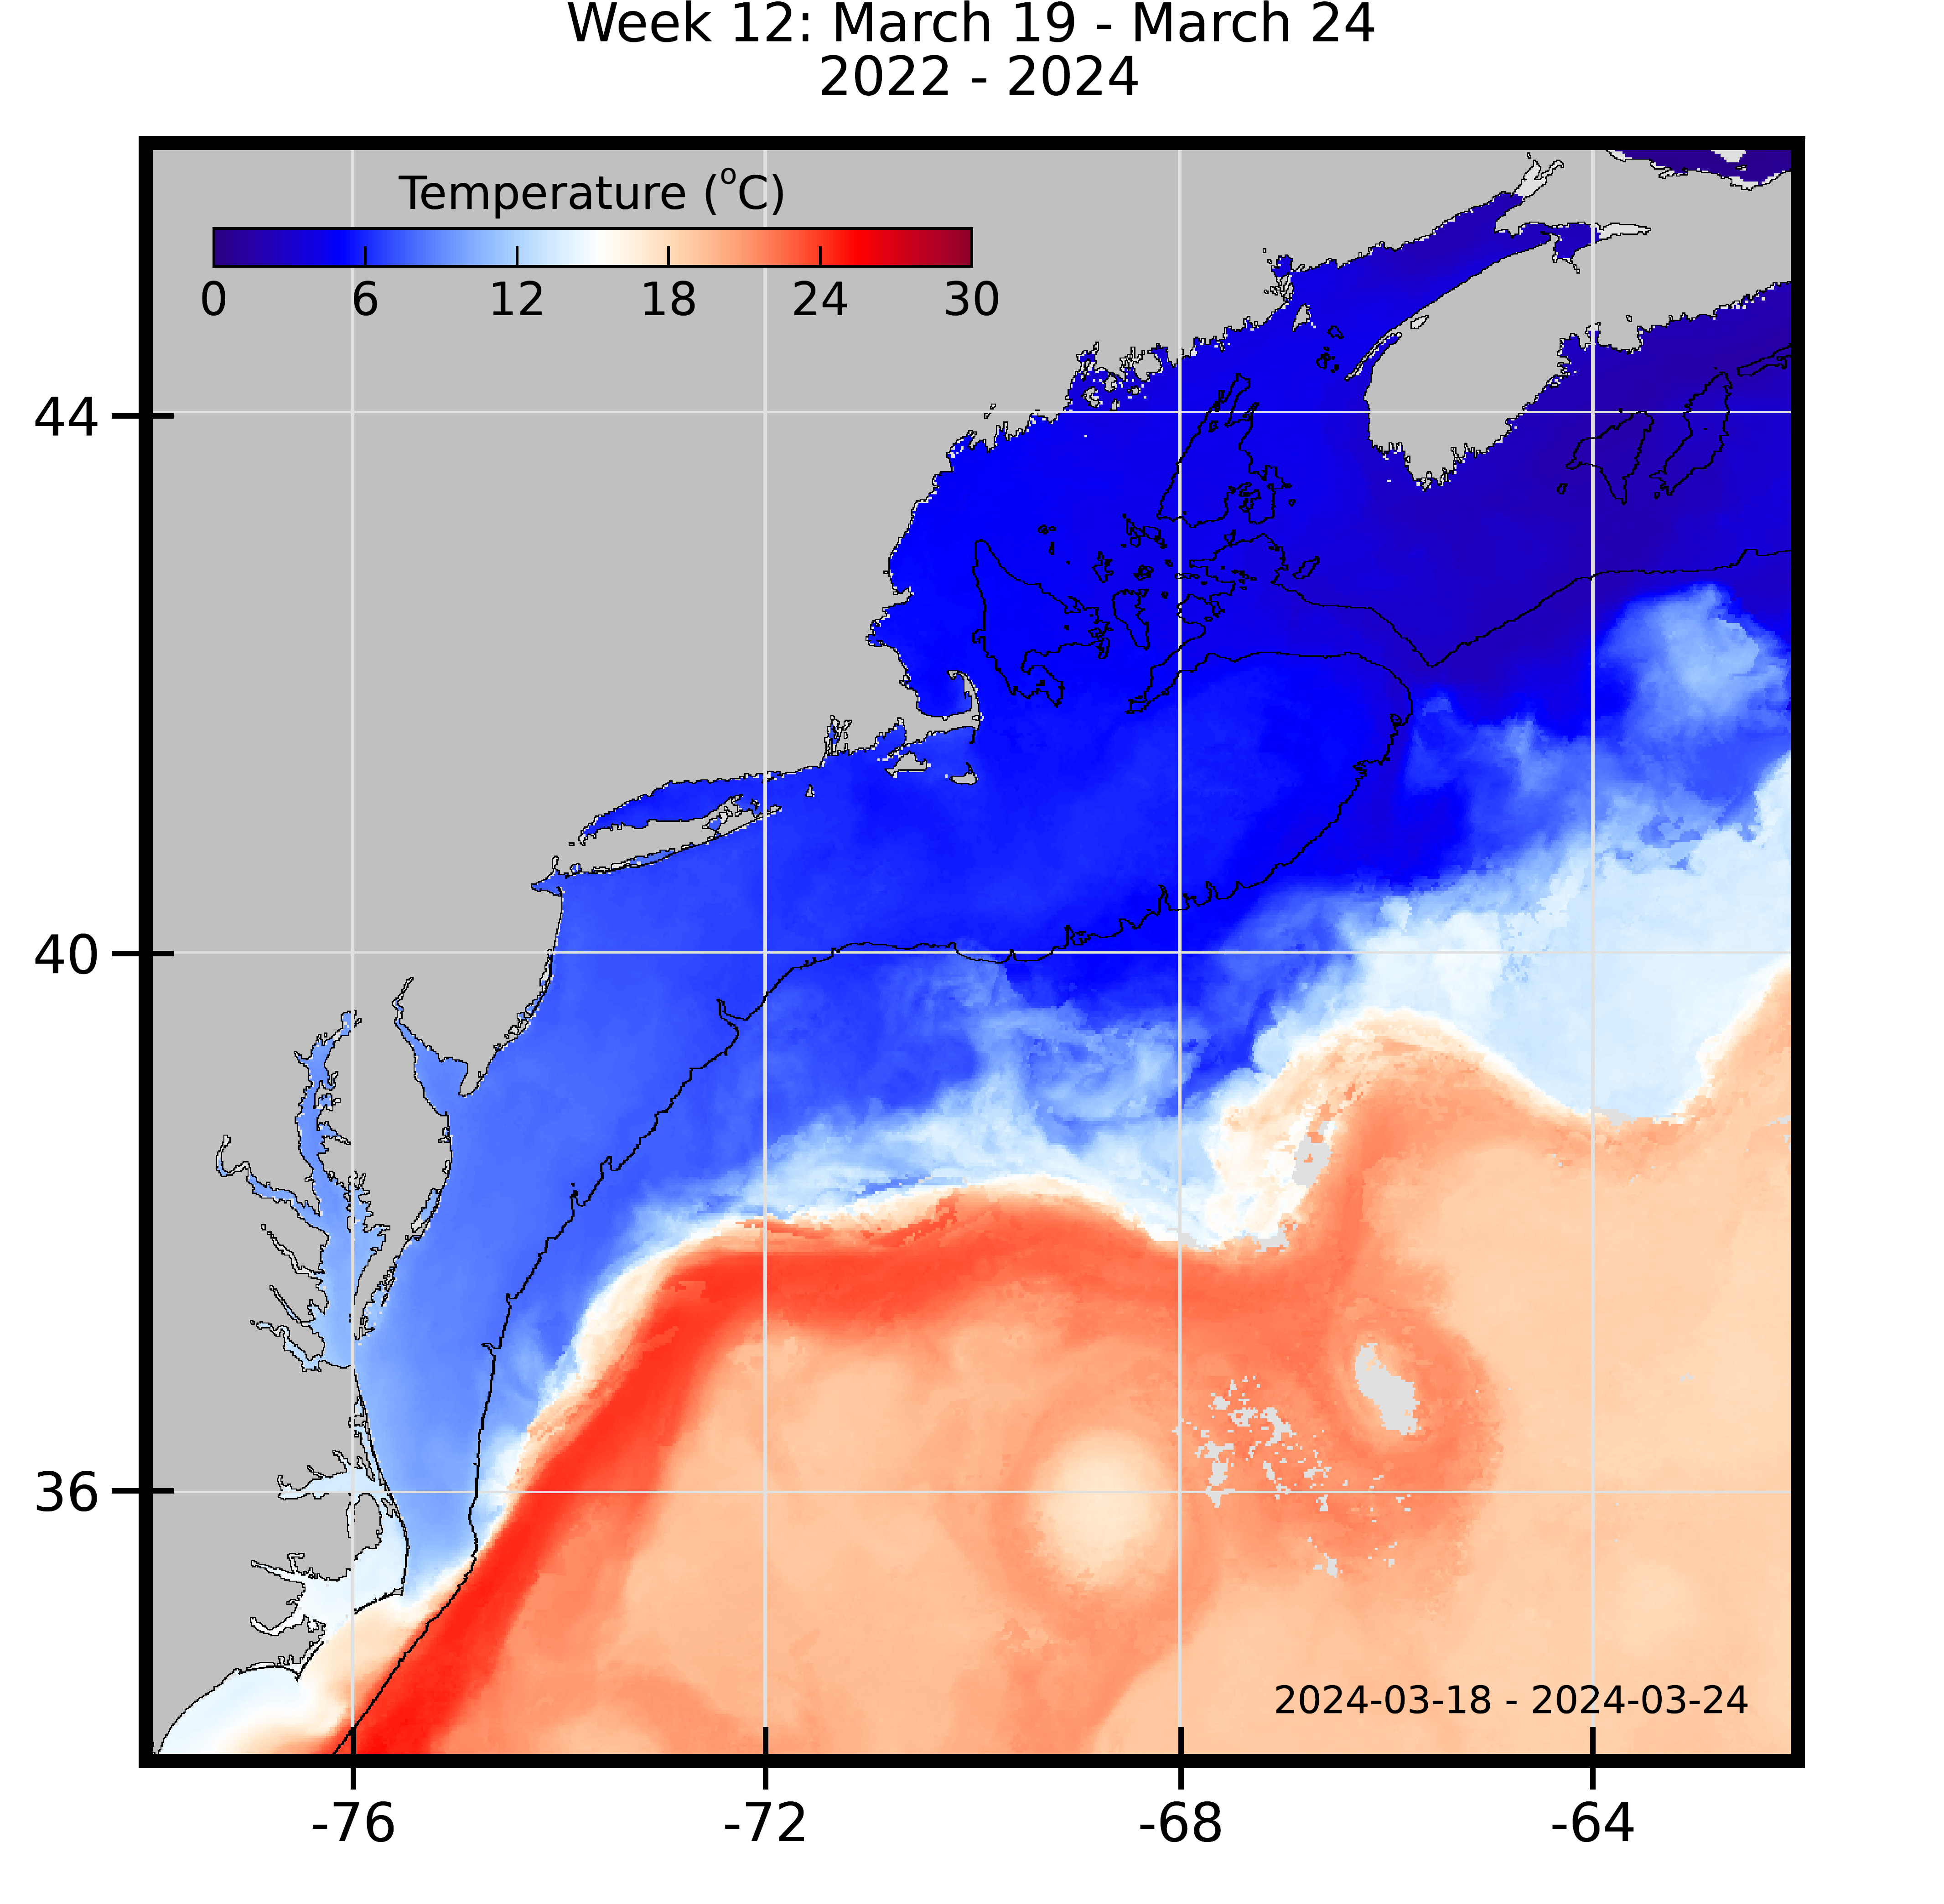 Week 12: March 19 - March 24
2022 - 2024
Temperature (°C)
0 6 12 18 24 30
44
40
36
2024-03-18 - 2024-03-24
-76 -72 -68 -64